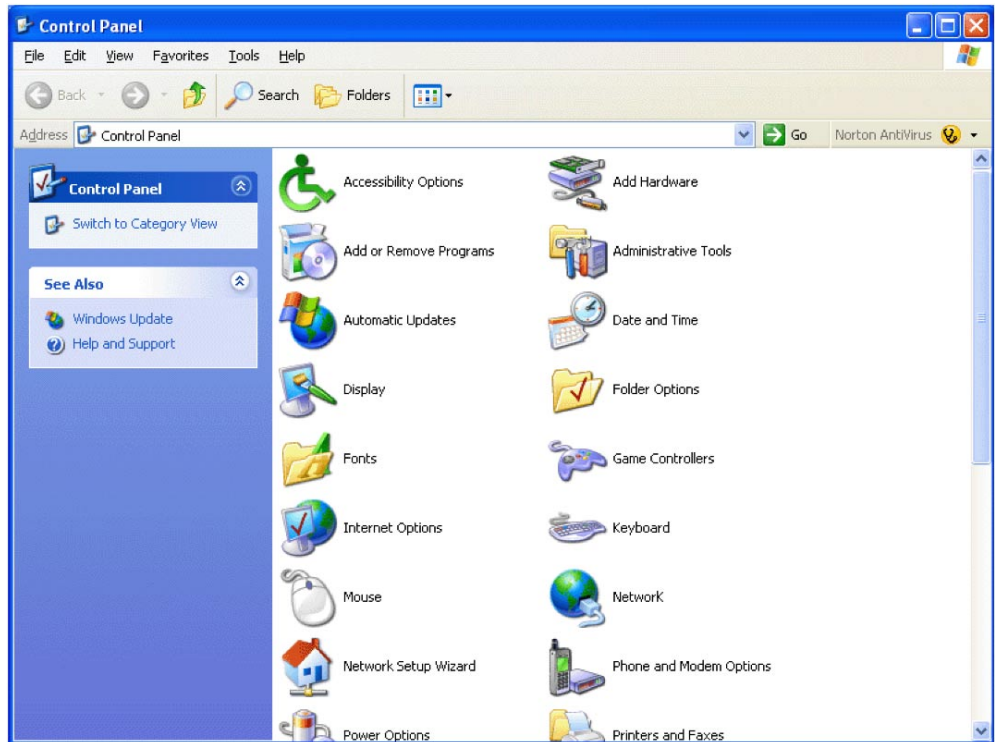 Control Panel
File Edit View Favorites Tools Help
Back Search Folders
Address Control Panel Go Norton AntiVirus
Control Panel
Switch to Category View
See Also
Windows Update
Help and Support
Accessibility Options Add Hardware
Add or Remove Programs Administrative Tools
Automatic Updates Date and Time
Display Folder Options
Fonts Game Controllers
Internet Options Keyboard
Mouse NetworK
Network Setup Wizard Phone and Modem Options
Power Options Printers and Faxes